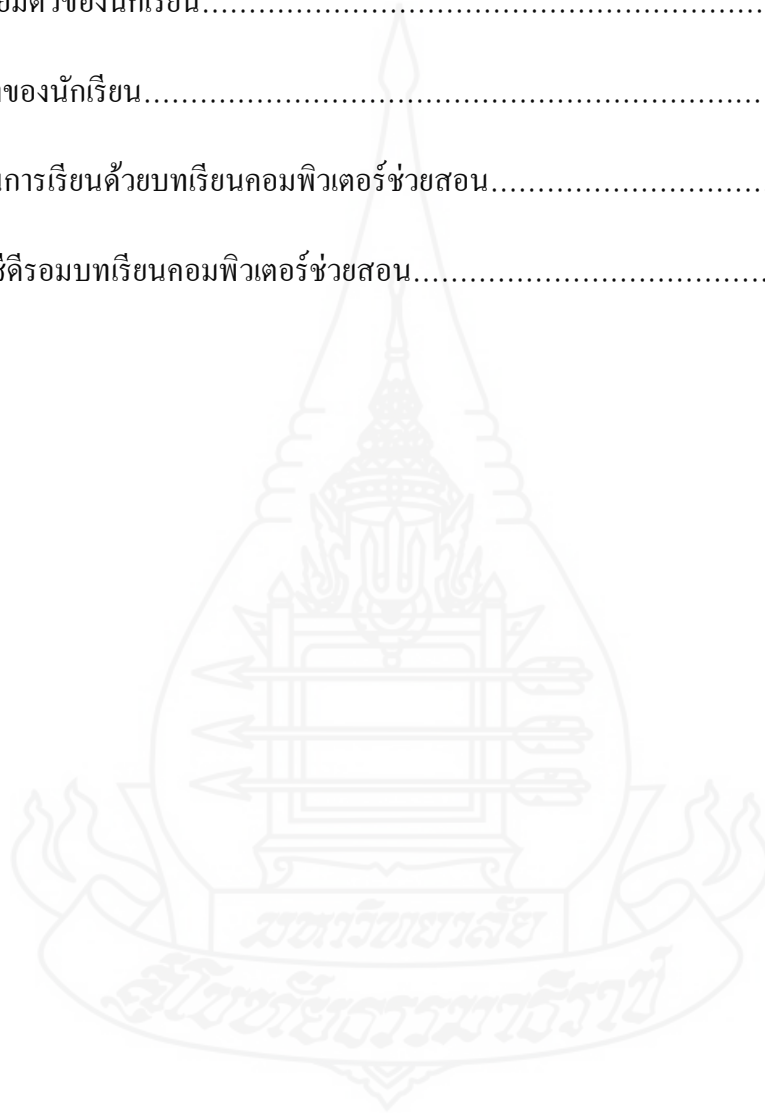 ของนักเรียน........................................................................
ของนักเรียน...............................................................................
การเรียนด้วยบทเรียนคอมพิวเตอร์ช่วยสอน...............................
ซีดีรอมบทเรียนคอมพิวเตอร์ช่วยสอน.........................................
มหาวิทยาลัย
สุโขทัยธรรมาธิราช